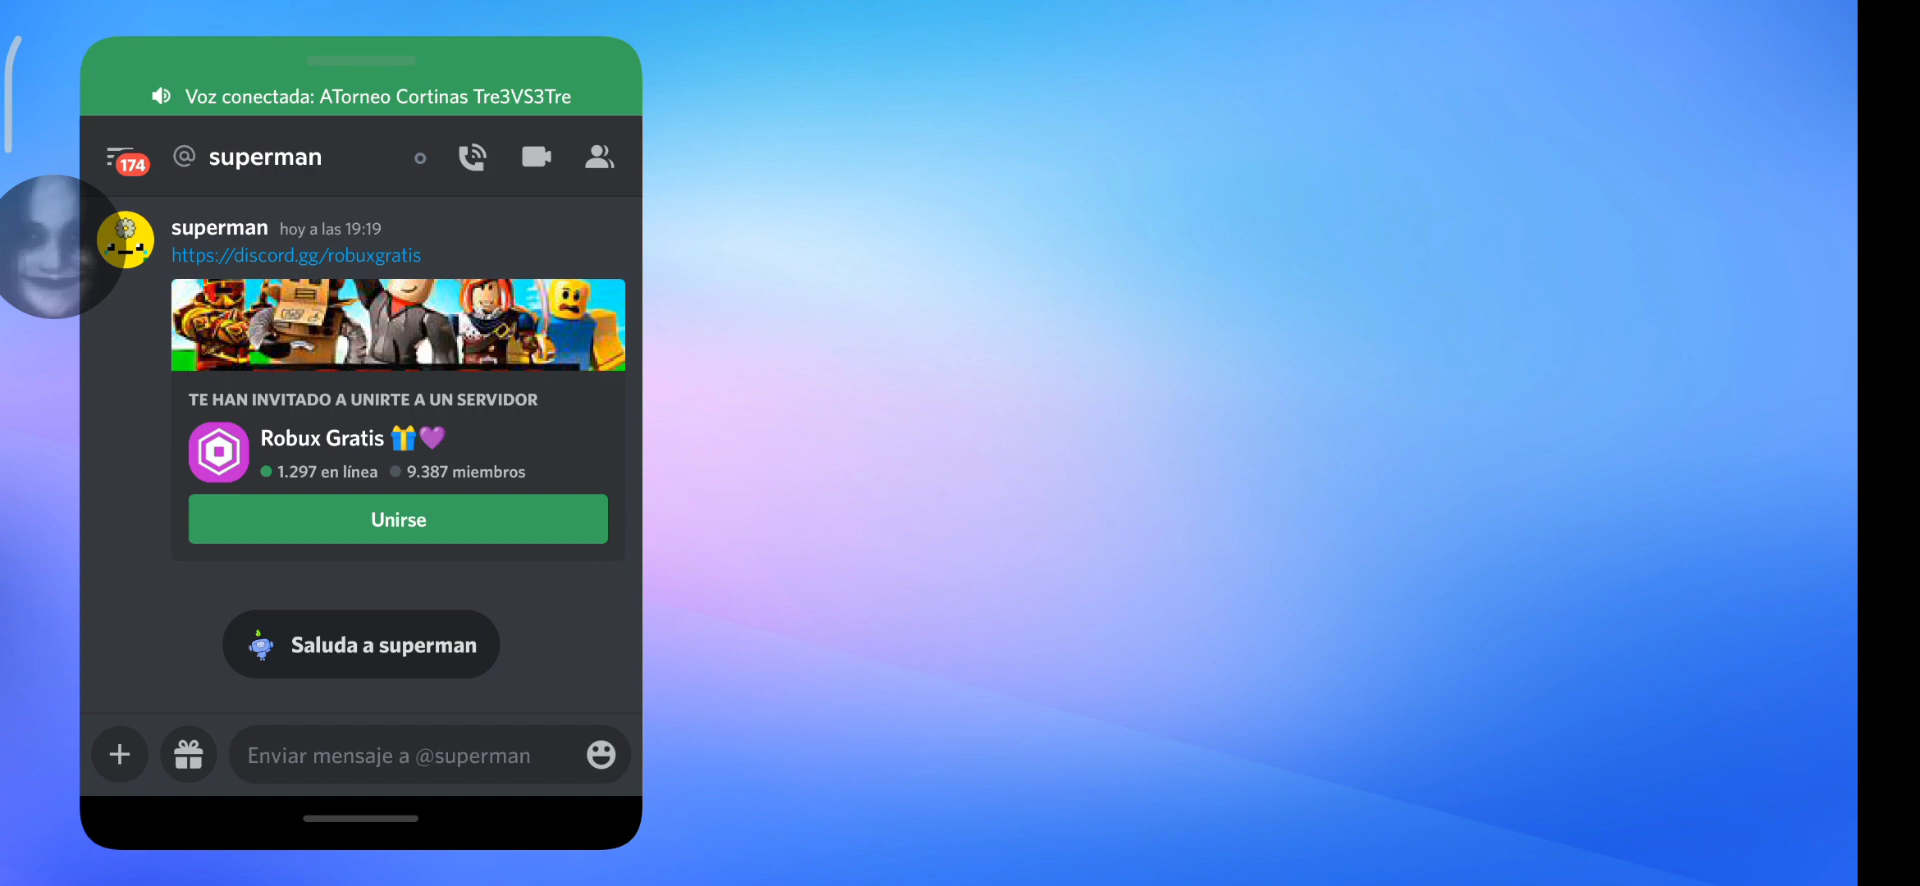 Voz conectada: ATorneo Cortinas Tre3VS3Tre
174
@ superman
superman hoy a las 19:19
https://discord.gg/robuxgratis
TE HAN INVITADO A UNIRTE A UN SERVIDOR
Robux Gratis 🎁💜
1.297 en línea 9.387 miembros
Unirse
Saluda a superman
Enviar mensaje a @superman